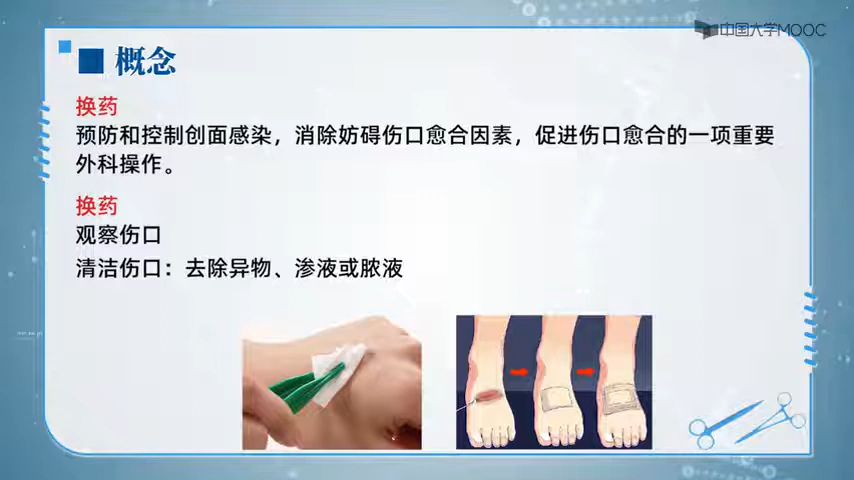 中国大学MOOC
概念
换药
预防和控制创面感染，消除妨碍伤口愈合因素，促进伤口愈合的一项重要
外科操作。
换药
观察伤口
清洁伤口：去除异物、渗液或脓液